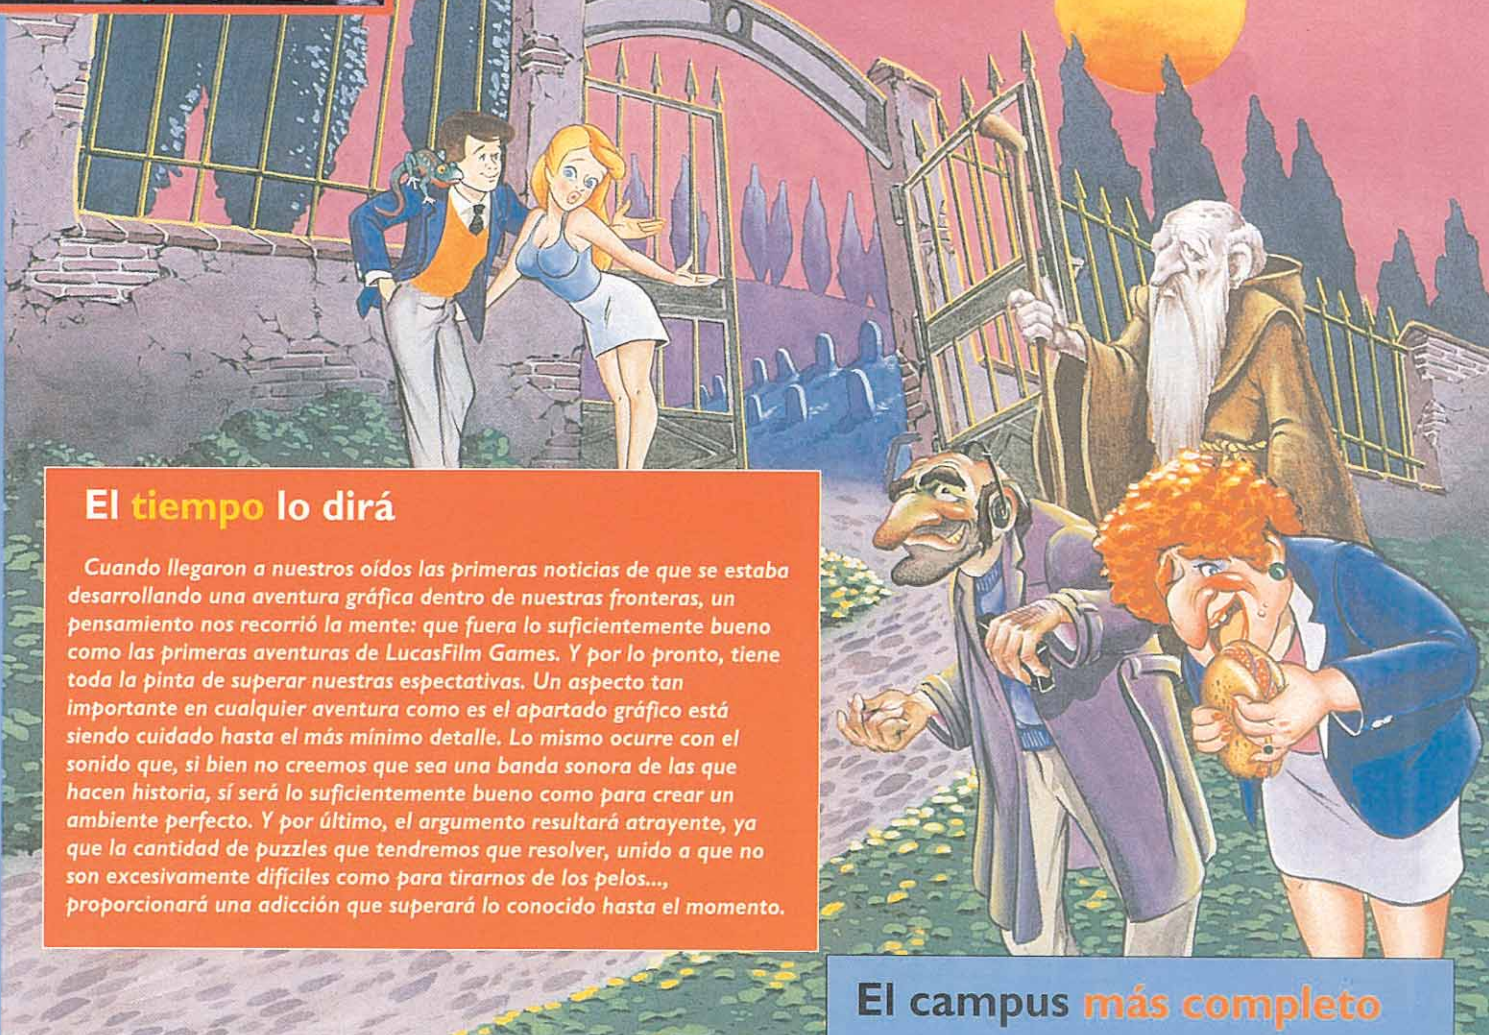 El tiempo lo dirá
Cuando llegaron a nuestros oídos las primeras noticias de que se estaba
desarrollando una aventura gráfica dentro de nuestras fronteras, un
pensamiento nos recorrió la mente: que fuera lo suficientemente bueno
como las primeras aventuras de LucasFilm Games. Y por lo pronto, tiene
toda la pinta de superar nuestras espectativas. Un aspecto tan
importante en cualquier aventura como es el apartado gráfico está
siendo cuidado hasta el más mínimo detalle. Lo mismo ocurre con el
sonido que, si bien no creemos que sea una banda sonora de las que
hacen historia, sí será lo suficientemente bueno como para crear un
ambiente perfecto. Y por último, el argumento resultará atrayente, ya
que la cantidad de puzzles que tendremos que resolver, unido a que no
son excesivamente difíciles como para tirarnos de los pelos...,
proporcionará una adicción que superará lo conocido hasta el momento.
El campus más completo